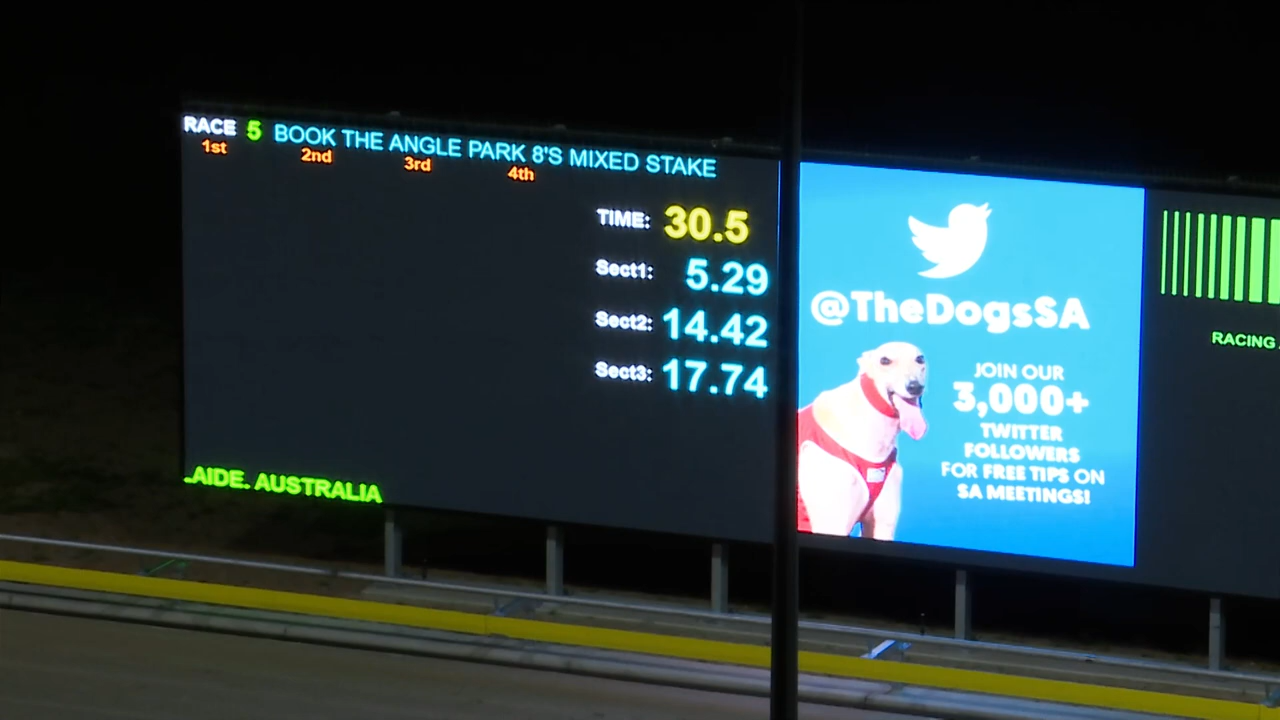 RACE 5 BOOK THE ANGLE PARK 8'S MIXED STAKE
1st 2nd 3rd 4th
TIME: 30.5
Sect1: 5.29
Sect2: 14.42
Sect3: 17.74
AIDE. AUSTRALIA
@TheDogsSA
JOIN OUR
3,000+
TWITTER
FOLLOWERS
FOR FREE TIPS ON
SA MEETINGS!
RACING